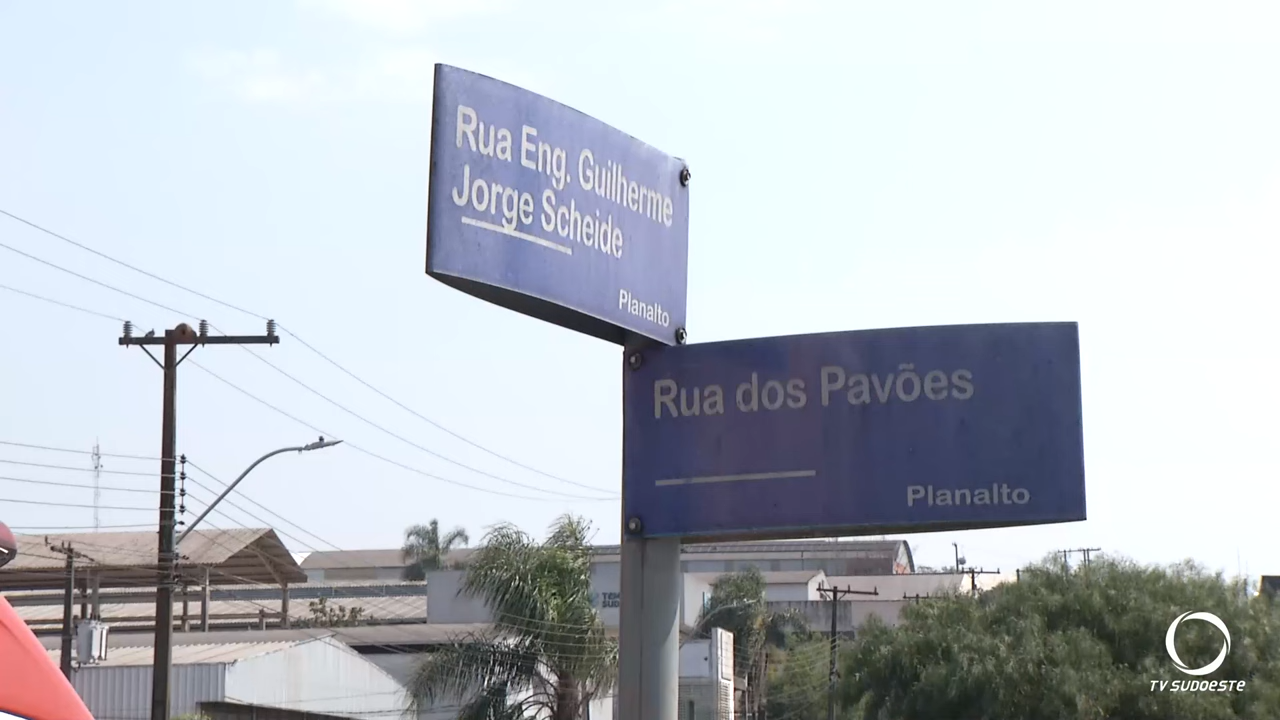 Rua Eng. Guilherme
Jorge Scheide
Planalto
Rua dos Pavões
Planalto
TV SUDOESTE